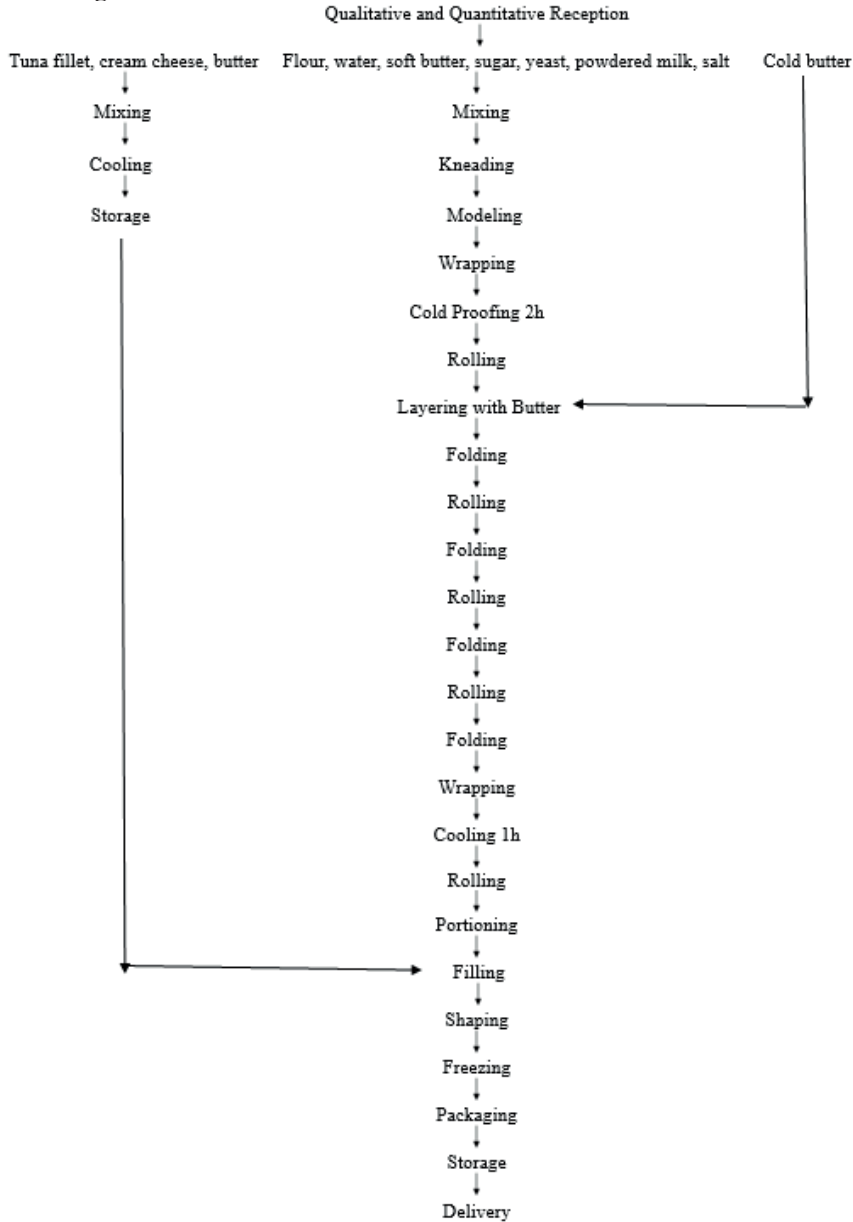 Qualitative and Quantitative Reception
Tuna fillet, cream cheese, butter
Flour, water, soft butter, sugar, yeast, powdered milk, salt
Cold butter
Mixing
Mixing
Cooling
Kneading
Storage
Modeling
Wrapping
Cold Proofing 2h
Rolling
Layering with Butter
Folding
Rolling
Folding
Rolling
Folding
Rolling
Folding
Wrapping
Cooling 1h
Rolling
Portioning
Filling
Shaping
Freezing
Packaging
Storage
Delivery